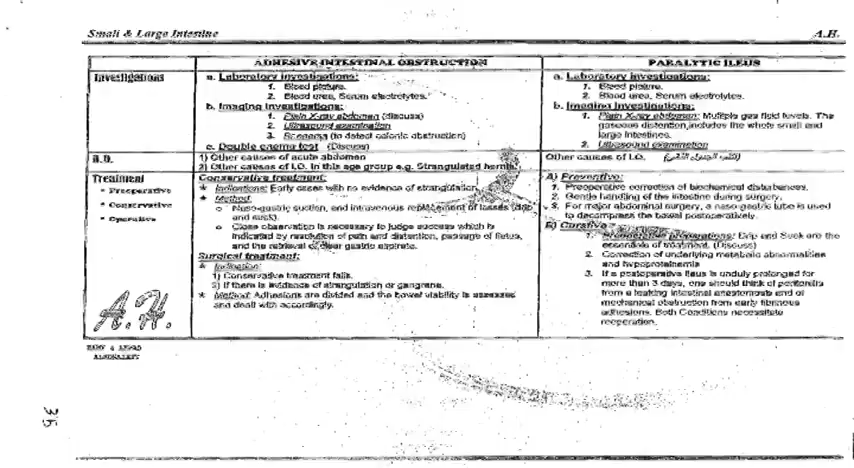 Small & Large Intestine
A.H.
ADHESIVE INTESTINAL OBSTRUCTION
PARALYTIC ILEUS
Investigations
a. Laboratory investigations:
1. Blood picture.
2. Blood urea, Serum electrolytes.
b. Imaging Investigations:
1. Plain X-ray abdomen (discuss)
2. Ultrasound examination
3. Ba enema (to detect colonic obstruction)
c. Double enema test (Discuss)
a. Laboratory investigations:
1. Blood picture.
2. Blood urea, Serum electrolytes.
b. Imaging Investigations:
1. Plain X-ray abdomen: Multiple gas fluid levels. The
gaseous distention includes the whole small and
large intestines.
2. Ultrasound examination
D.D.
1) Other causes of acute abdomen
2) Other causes of I.O. in this age group e.g. Strangulated hernia.
Other causes of I.O.
Treatment
* Preoperative
* Conservative
* Operative
Conservative treatment:
* Indications: Early cases with no evidence of strangulation.
* Method:
o Naso-gastric suction, and intravenous replacement of losses (drip
and suck).
o Close observation is necessary to judge success which is
indicated by resolution of pain and distention, passage of flatus,
and the retrieval of clear gastric aspirate.
Surgical treatment:
* Indication:
1) Conservative treatment fails.
2) If there is evidence of strangulation or gangrene.
* Method: Adhesions are divided and the bowel viability is assessed
and dealt with accordingly.
A) Preventive:
1. Preoperative correction of biochemical disturbances.
2. Gentle handling of the intestine during surgery.
3. For major abdominal surgery, a naso-gastric tube is used
to decompress the bowel postoperatively.
B) Curative
1. Drip and Suck are the
essentials of treatment. (Discuss)
2. Correction of underlying metabolic abnormalities
and hypoproteinemia
3. If a postoperative ileus is unduly prolonged for
more than 3 days, one should think of peritonitis
from a leaking intestinal anastomosis and of
mechanical obstruction from early fibrinous
adhesions. Both Conditions necessitate
reoperation.
A.H.
36